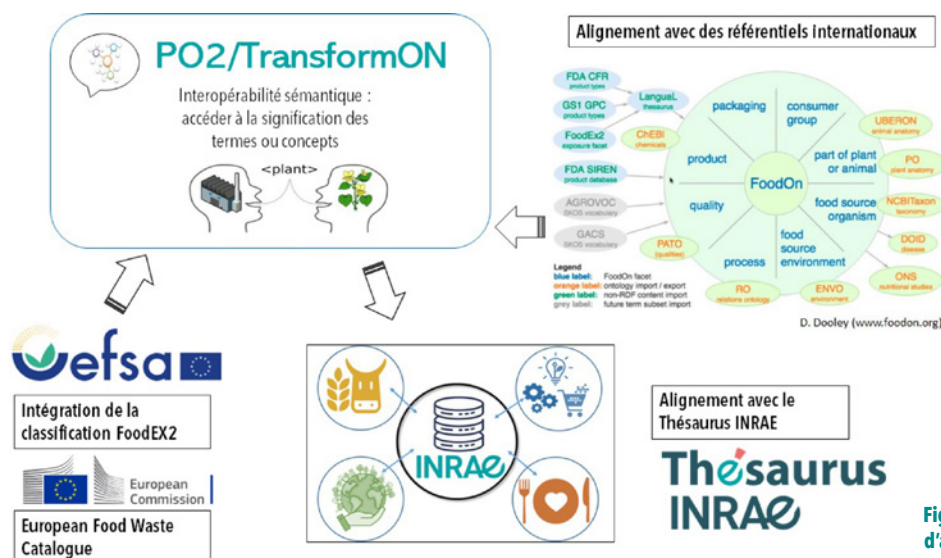 PO2/TransformON
Interopérabilité sémantique :
accéder à la signification des
termes ou concepts
<plant>
Alignement avec des référentiels internationaux
FDA CFR
product types
GS1 GPC
product types
FoodEx2
exposure facet
FDA SIREN
product database
AGROVOC
SKOS vocabulary
GACS
SKOS vocabulary
LanguaL
thesaurus
ChEBI
chemicals
packaging
consumer
group
product
part of plant
or animal
FoodOn
quality
food source
organism
process
food
source
environment
UBERON
animal anatomy
PO
plant anatomy
NCBITaxon
taxonomy
DOID
disease
ONS
nutritional studies
ENVO
environment
RO
relations ontology
PATO
(qualities)
Legend
blue label: FoodOn facet
orange label: ontology import / export
green label: non-RDF content import
grey label: future term subset import
D. Dooley (www.foodon.org)
efsa
Intégration de la
classification FoodEX2
European
Commission
European Food Waste
Catalogue
INRAE
Alignement avec le
Thésaurus INRAE
Thésaurus
INRAE
Fig
d'a